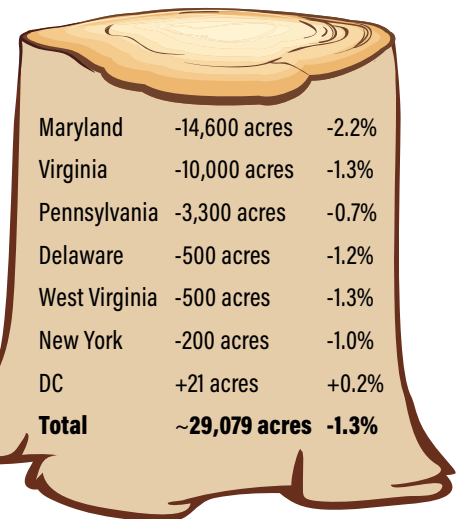 Maryland -14,600 acres -2.2%
Virginia -10,000 acres -1.3%
Pennsylvania -3,300 acres -0.7%
Delaware -500 acres -1.2%
West Virginia -500 acres -1.3%
New York -200 acres -1.0%
DC +21 acres +0.2%
Total ~29,079 acres -1.3%